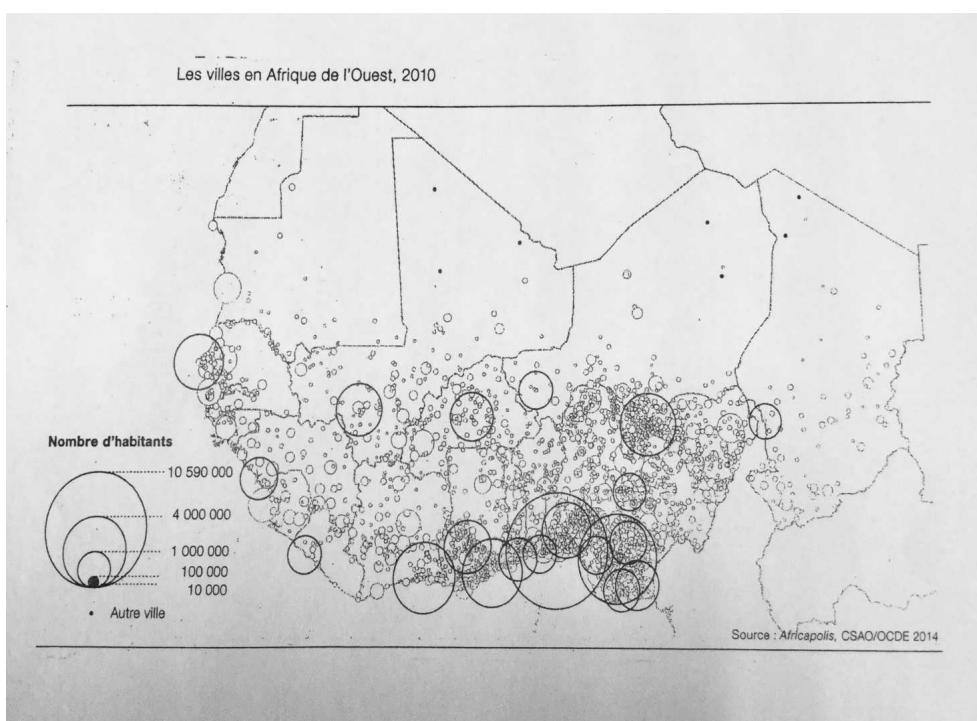 Les villes en Afrique de l'Ouest, 2010
Nombre d'habitants
10 590 000
4 000 000
1 000 000
100 000
10 000
Autre ville
Source : Africapolis, CSAO/OCDE 2014